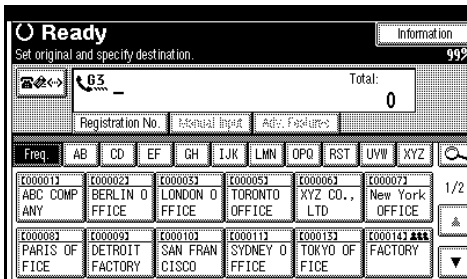 Ready
Information
Set original and specify destination.
99%
G3
Total:
0
Registration No. Manual Input Adv. Features
Freq. AB CD EF GH IJK LMN OPQ RST UVW XYZ
[00001] [00002] [00003] [00005] [00006] [00007]
ABC COMP BERLIN O LONDON O TORONTO XYZ CO., New York
ANY FFICE FFICE OFFICE LTD OFFICE
1/2
[00008] [00009] [00010] [00011] [00013] [00014]
PARIS OF DETROIT SAN FRAN SYDNEY O TOKYO OF FACTORY
FICE FACTORY CISCO FFICE FICE